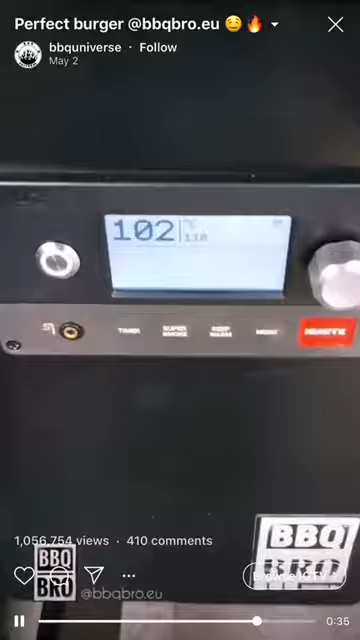 Perfect burger @bbqbro.eu 🤤🔥
bbquniverse · Follow
May 2
102 °C
110
TIMER
SUPER SMOKE
KEEP WARM
MENU
IGNITE
1,056,754 views · 410 comments
BBQ
BRO
@bbqbro.eu
BBQ
BRO
0:35